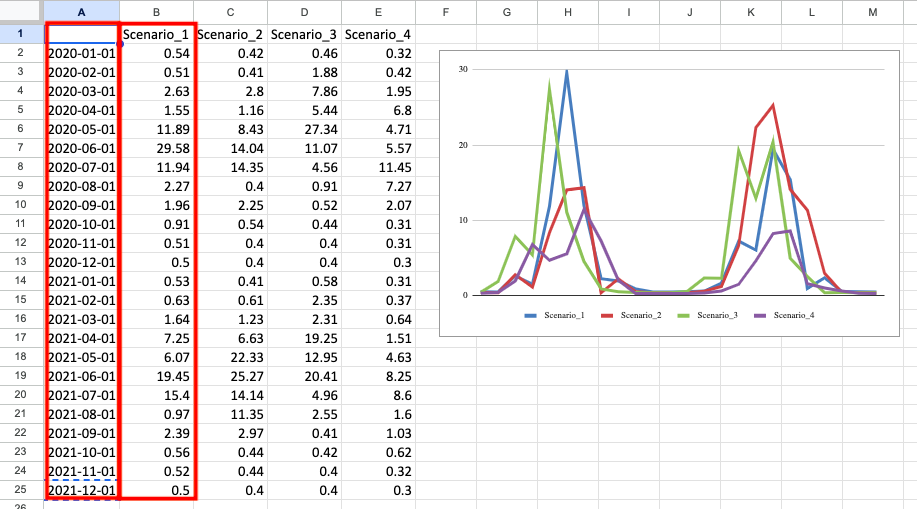 A B C D E F G H I J K L M
1 Scenario_1 Scenario_2 Scenario_3 Scenario_4
2 2020-01-01 0.54 0.42 0.46 0.32
3 2020-02-01 0.51 0.41 1.88 0.42
4 2020-03-01 2.63 2.8 7.86 1.95
5 2020-04-01 1.55 1.16 5.44 6.8
6 2020-05-01 11.89 8.43 27.34 4.71
7 2020-06-01 29.58 14.04 11.07 5.57
8 2020-07-01 11.94 14.35 4.56 11.45
9 2020-08-01 2.27 0.4 0.91 7.27
10 2020-09-01 1.96 2.25 0.52 2.07
11 2020-10-01 0.91 0.54 0.44 0.31
12 2020-11-01 0.51 0.4 0.4 0.31
13 2020-12-01 0.5 0.4 0.4 0.3
14 2021-01-01 0.53 0.41 0.58 0.31
15 2021-02-01 0.63 0.61 2.35 0.37
16 2021-03-01 1.64 1.23 2.31 0.64
17 2021-04-01 7.25 6.63 19.25 1.51
18 2021-05-01 6.07 22.33 12.95 4.63
19 2021-06-01 19.45 25.27 20.41 8.25
20 2021-07-01 15.4 14.14 4.96 8.6
21 2021-08-01 0.97 11.35 2.55 1.6
22 2021-09-01 2.39 2.97 0.41 1.03
23 2021-10-01 0.56 0.44 0.42 0.62
24 2021-11-01 0.52 0.44 0.4 0.32
25 2021-12-01 0.5 0.4 0.4 0.3
26
30
20
10
0
Scenario_1 Scenario_2 Scenario_3 Scenario_4